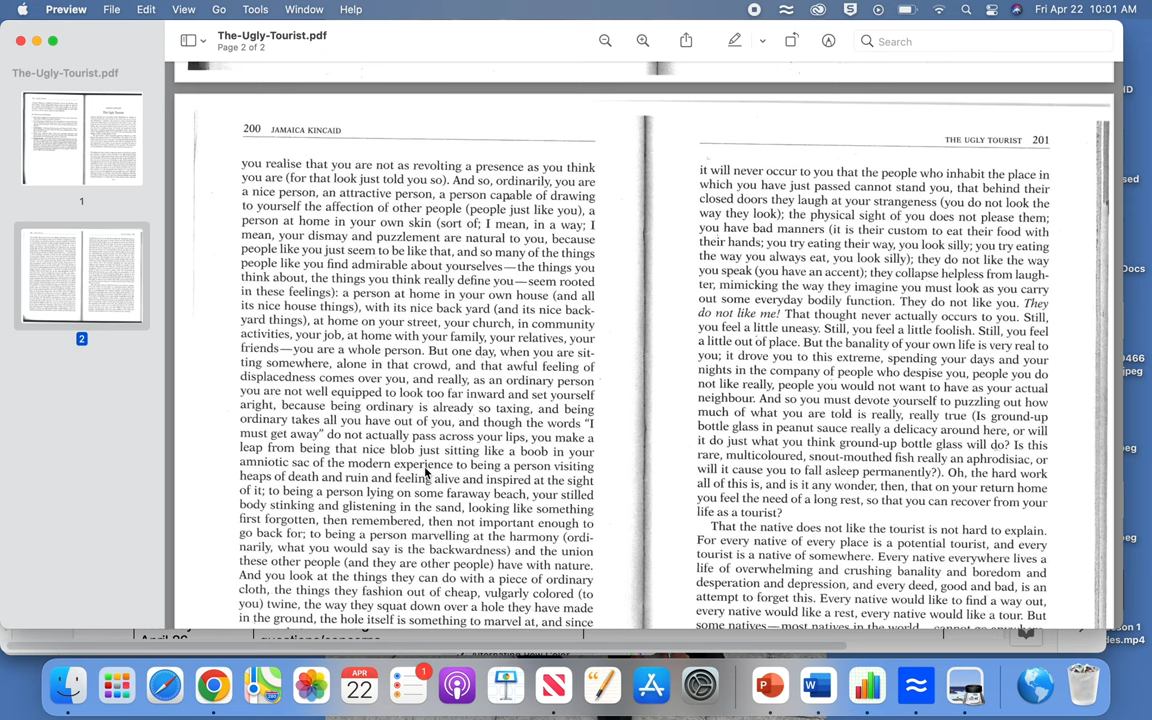 Preview File Edit View Go Tools Window Help Fri Apr 22 10:01 AM
The-Ugly-Tourist.pdf
Page 2 of 2
Search
The-Ugly-Tourist.pdf
1
2
200 JAMAICA KINCAID
you realise that you are not as revolting a presence as you think
you are (for that look just told you so). And so, ordinarily, you are
a nice person, an attractive person, a person capable of drawing
to yourself the affection of other people (people just like you), a
person at home in your own skin (sort of; I mean, in a way; I
mean, your dismay and puzzlement are natural to you, because
people like you just seem to be like that, and so many of the things
people like you find admirable about yourselves—the things you
think about, the things you think really define you—seem rooted
in these feelings): a person at home in your own house (and all
its nice house things), with its nice back yard (and its nice back-
yard things), at home on your street, your church, in community
activities, your job, at home with your family, your relatives, your
friends—you are a whole person. But one day, when you are sit-
ting somewhere, alone in that crowd, and that awful feeling of
displacedness comes over you, and really, as an ordinary person
you are not well equipped to look too far inward and set yourself
aright, because being ordinary is already so taxing, and being
ordinary takes all you have out of you, and though the words "I
must get away" do not actually pass across your lips, you make a
leap from being that nice blob just sitting like a boob in your
amniotic sac of the modern experience to being a person visiting
heaps of death and ruin and feeling alive and inspired at the sight
of it; to being a person lying on some faraway beach, your stilled
body stinking and glistening in the sand, looking like something
first forgotten, then remembered, then not important enough to
go back for; to being a person marvelling at the harmony (ordi-
narily, what you would say is the backwardness) and the union
these other people (and they are other people) have with nature.
And you look at the things they can do with a piece of ordinary
cloth, the things they fashion out of cheap, vulgarly colored (to
you) twine, the way they squat down over a hole they have made
in the ground, the hole itself is something to marvel at, and since
THE UGLY TOURIST 201
it will never occur to you that the people who inhabit the place in
which you have just passed cannot stand you, that behind their
closed doors they laugh at your strangeness (you do not look the
way they look); the physical sight of you does not please them;
you have bad manners (it is their custom to eat their food with
their hands; you try eating their way, you look silly; you try eating
the way you always eat, you look silly); they do not like the way
you speak (you have an accent); they collapse helpless from laugh-
ter, mimicking the way they imagine you must look as you carry
out some everyday bodily function. They do not like you. They
do not like me! That thought never actually occurs to you. Still,
you feel a little uneasy. Still, you feel a little foolish. Still, you feel
a little out of place. But the banality of your own life is very real to
you; it drove you to this extreme, spending your days and your
nights in the company of people who despise you, people you do
not like really, people you would not want to have as your actual
neighbour. And so you must devote yourself to puzzling out how
much of what you are told is really, really true (Is ground-up
bottle glass in peanut sauce really a delicacy around here, or will
it do just what you think ground-up bottle glass will do? Is this
rare, multicoloured, snout-mouthed fish really an aphrodisiac, or
will it cause you to fall asleep permanently?). Oh, the hard work
all of this is, and is it any wonder, then, that on your return home
you feel the need of a long rest, so that you can recover from your
life as a tourist?
That the native does not like the tourist is not hard to explain.
For every native of every place is a potential tourist, and every
tourist is a native of somewhere. Every native everywhere lives a
life of overwhelming and crushing banality and boredom and
desperation and depression, and every deed, good and bad, is an
attempt to forget this. Every native would like to find a way out,
every native would like a rest, every native would like a tour. But
some natives—most natives in the world
sed
Docs
0466
jpeg
April 26
des.mp4
APR
22
1